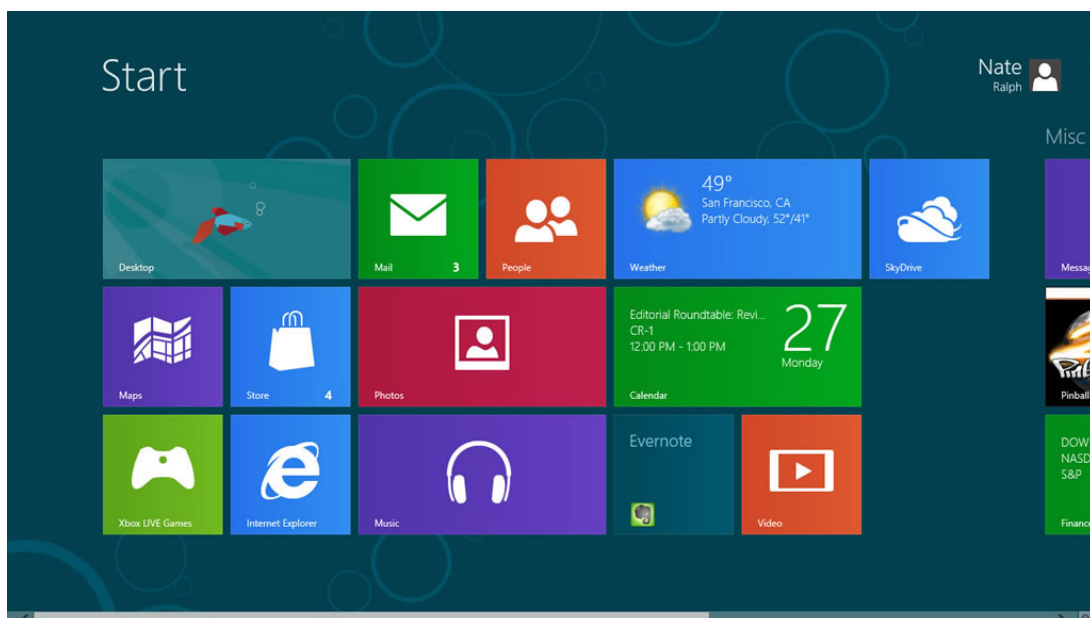 Start
Nate
Ralph
Misc
Desktop
Mail 3
People
49°
San Francisco, CA
Partly Cloudy, 52°/41°
Weather
SkyDrive
Messag
Maps
Store 4
Photos
Editorial Roundtable: Revi...
CR-1
12:00 PM - 1:00 PM
27
Monday
Calendar
Pinball
Xbox LIVE Games
Internet Explorer
Music
Evernote
Video
DOW
NASD
S&P
Finance